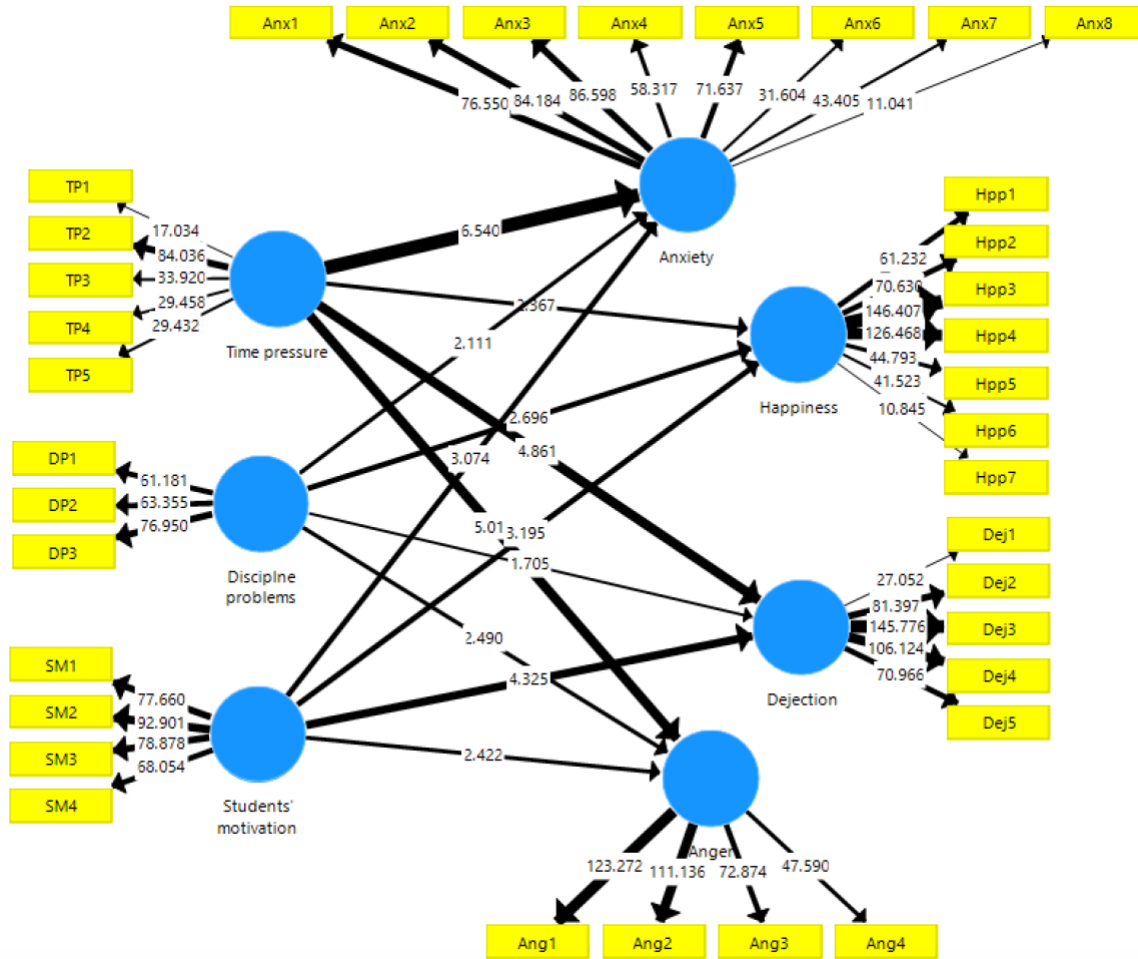 Anx1 Anx2 Anx3 Anx4 Anx5 Anx6 Anx7 Anx8
76.550 84.184 86.598 58.317 71.637 31.604 43.405 11.041
Anxiety
TP1
TP2
TP3
TP4
TP5
17.034
84.036
33.920
29.458
29.432
Time pressure
6.540
2.367
2.111
2.696
4.861
3.074
5.01
3.195
1.705
2.490
4.325
2.422
Hpp1
Hpp2
Hpp3
Hpp4
Hpp5
Hpp6
Hpp7
61.232
70.630
146.407
126.468
44.793
41.523
10.845
Happiness
DP1
DP2
DP3
61.181
63.355
76.950
Disciplne
problems
Dej1
Dej2
Dej3
Dej4
Dej5
27.052
81.397
145.776
106.124
70.966
Dejection
SM1
SM2
SM3
SM4
77.660
92.901
78.878
68.054
Students'
motivation
Anger
123.272 111.136 72.874 47.590
Ang1 Ang2 Ang3 Ang4